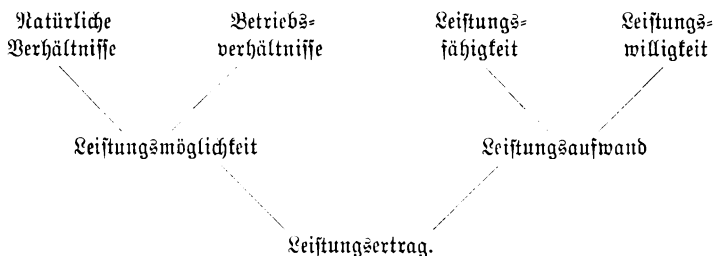 Natürliche
Verhältnisse
Betriebs=
verhältnisse
Leiſtungs=
fähigkeit
Leiſtungs=
willigkeit
Leiſtungsmöglichkeit
Leiſtungsaufwand
Leiſtungsertrag.